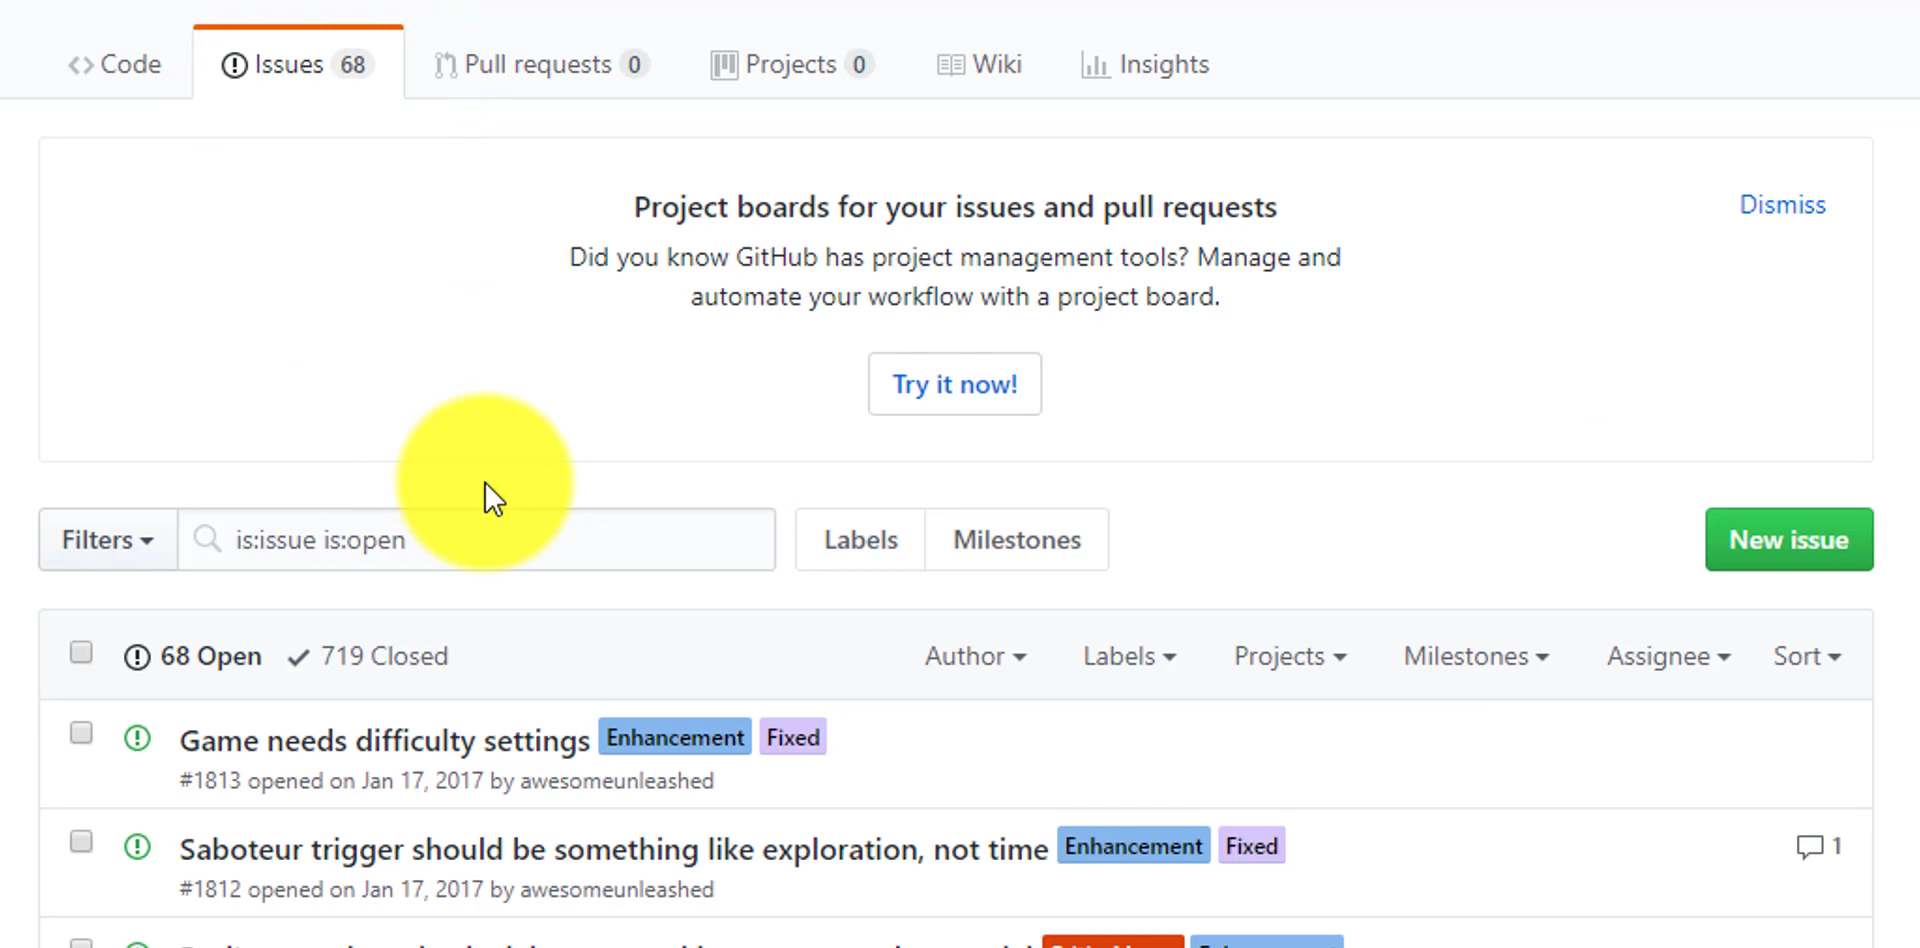 Code Issues 68 Pull requests 0 Projects 0 Wiki Insights
Project boards for your issues and pull requests
Dismiss
Did you know GitHub has project management tools? Manage and
automate your workflow with a project board.
Try it now!
Filters is:issue is:open Labels Milestones New issue
68 Open 719 Closed Author Labels Projects Milestones Assignee Sort
Game needs difficulty settings Enhancement Fixed
#1813 opened on Jan 17, 2017 by awesomeunleashed
Saboteur trigger should be something like exploration, not time Enhancement Fixed 1
#1812 opened on Jan 17, 2017 by awesomeunleashed